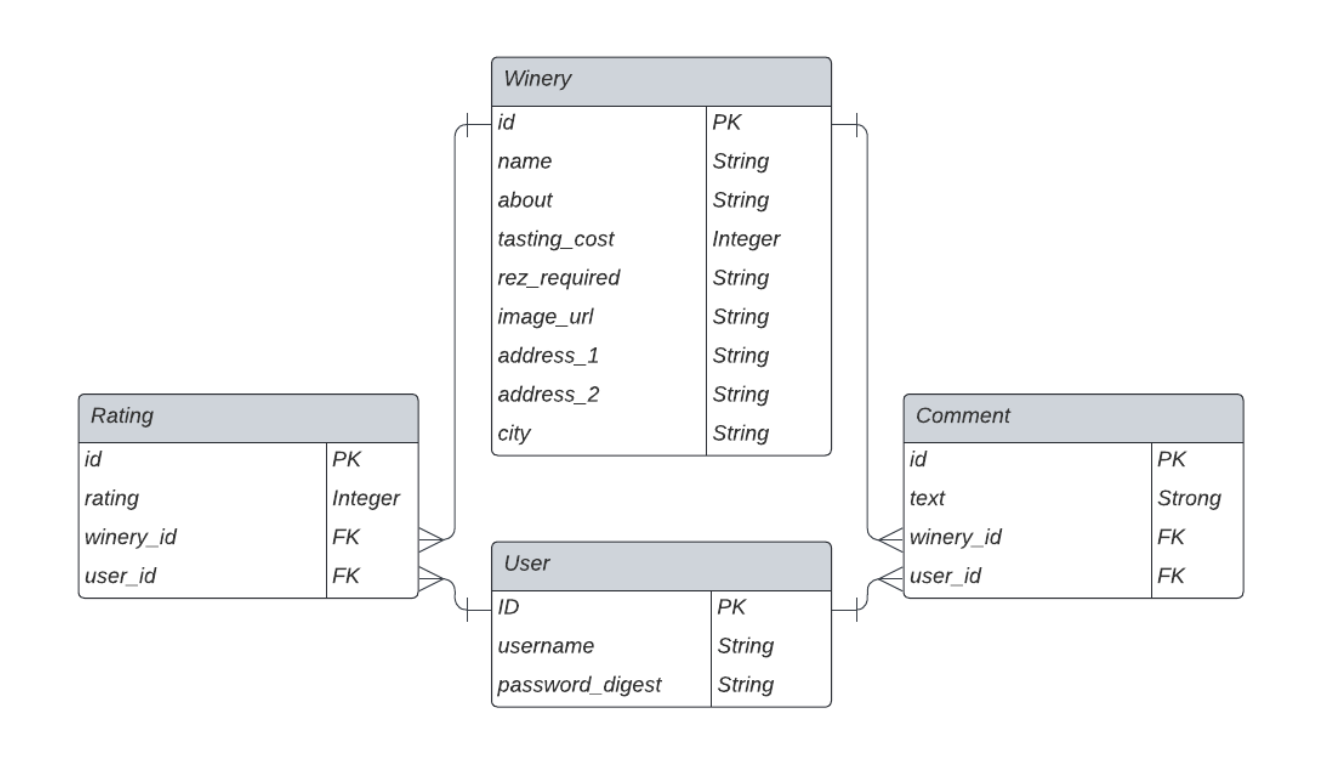 Winery
id PK
name String
about String
tasting_cost Integer
rez_required String
image_url String
address_1 String
address_2 String
city String
Rating
id PK
rating Integer
winery_id FK
user_id FK
User
ID PK
username String
password_digest String
Comment
id PK
text Strong
winery_id FK
user_id FK